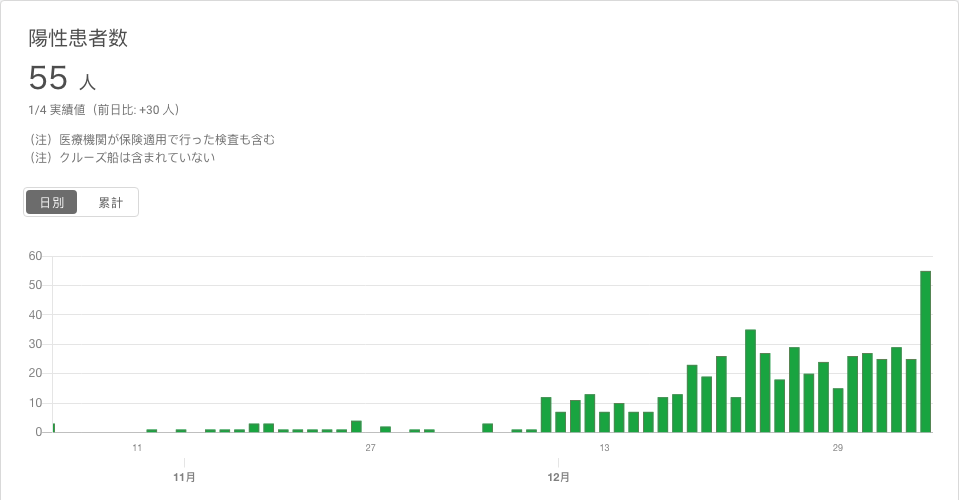 陽性患者数
55 人
1/4 実績値（前日比: +30 人）
（注）医療機関が保険適用で行った検査も含む
（注）クルーズ船は含まれていない
日別 累計
60
50
40
30
20
10
0
11 27 13 29
11月 12月